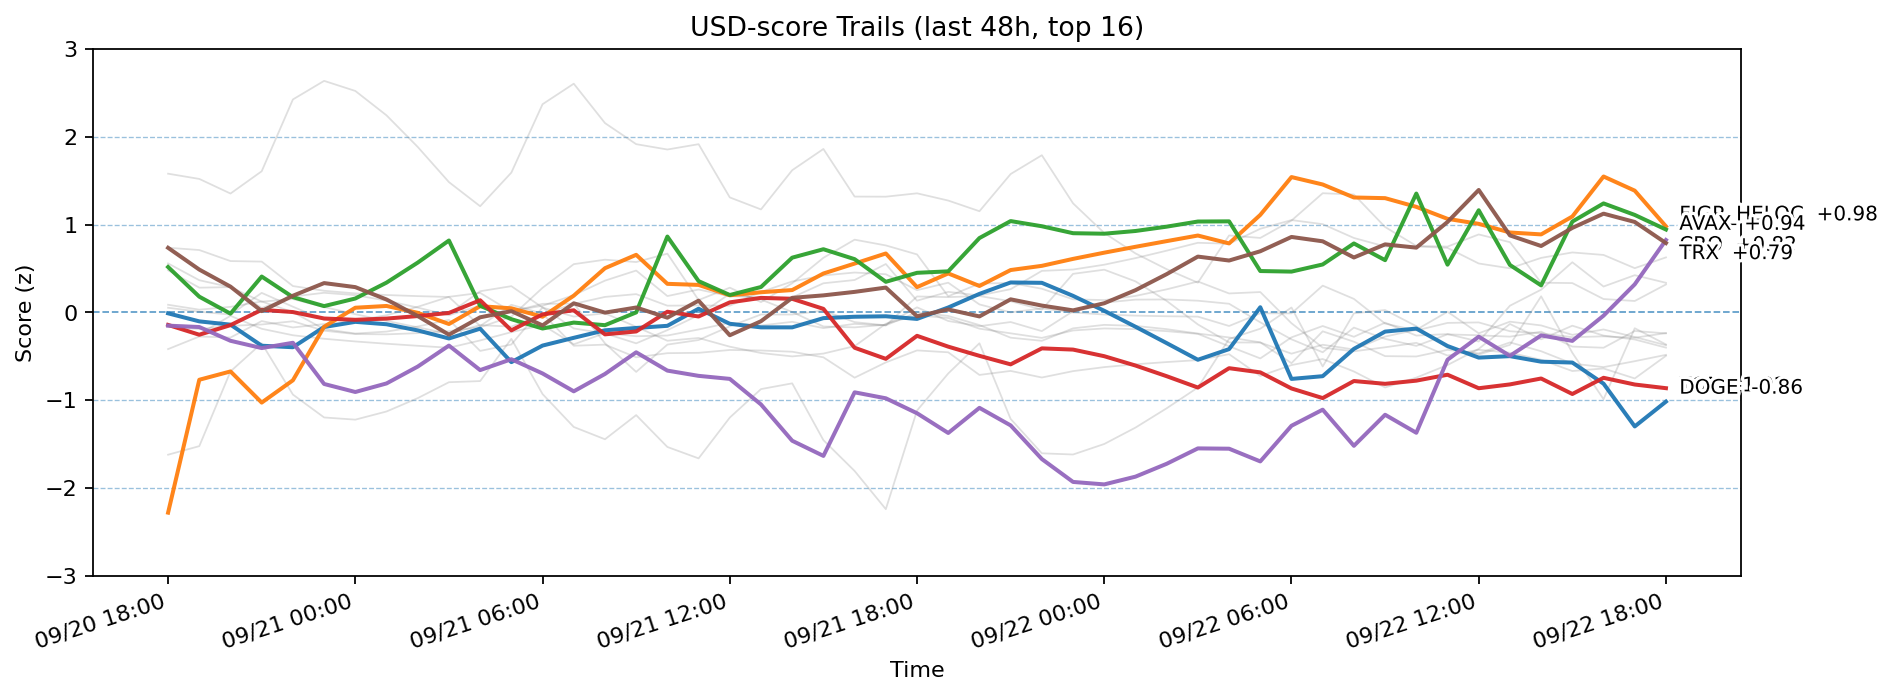 USD-score Trails (last 48h, top 16)
3
2
1
0
−1
−2
−3
Score (z)
+0.98
AVAX +0.94
TRX +0.79
DOGE -0.86
09/20 18:00
09/21 00:00
09/21 06:00
09/21 12:00
09/21 18:00
09/22 00:00
09/22 06:00
09/22 12:00
09/22 18:00
Time